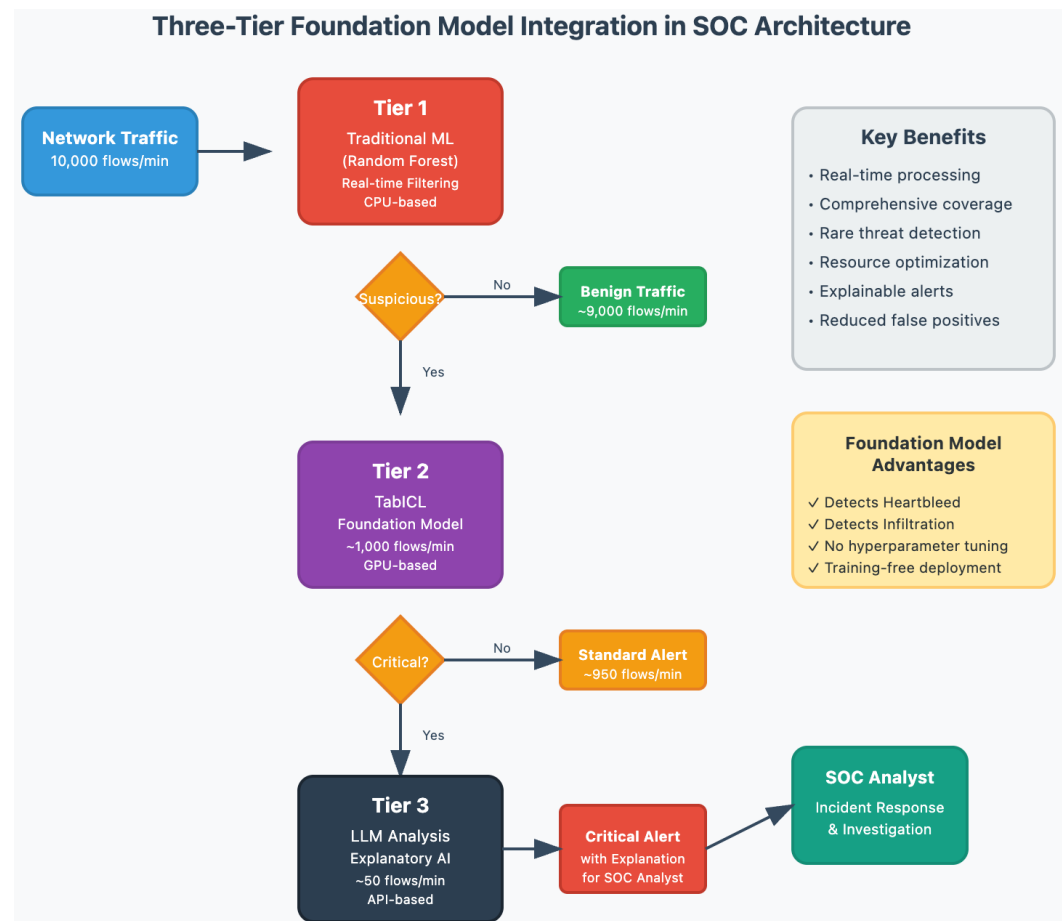 Three-Tier Foundation Model Integration in SOC Architecture
Network Traffic
10,000 flows/min
Tier 1
Traditional ML
(Random Forest)
Real-time Filtering
CPU-based
Key Benefits
• Real-time processing
• Comprehensive coverage
• Rare threat detection
• Resource optimization
• Explainable alerts
• Reduced false positives
Suspicious?
No
Benign Traffic
~9,000 flows/min
Yes
Tier 2
TabICL
Foundation Model
~1,000 flows/min
GPU-based
Foundation Model
Advantages
✓ Detects Heartbleed
✓ Detects Infiltration
✓ No hyperparameter tuning
✓ Training-free deployment
Critical?
No
Standard Alert
~950 flows/min
Yes
Tier 3
LLM Analysis
Explanatory AI
~50 flows/min
API-based
Critical Alert
with Explanation
for SOC Analyst
SOC Analyst
Incident Response
& Investigation